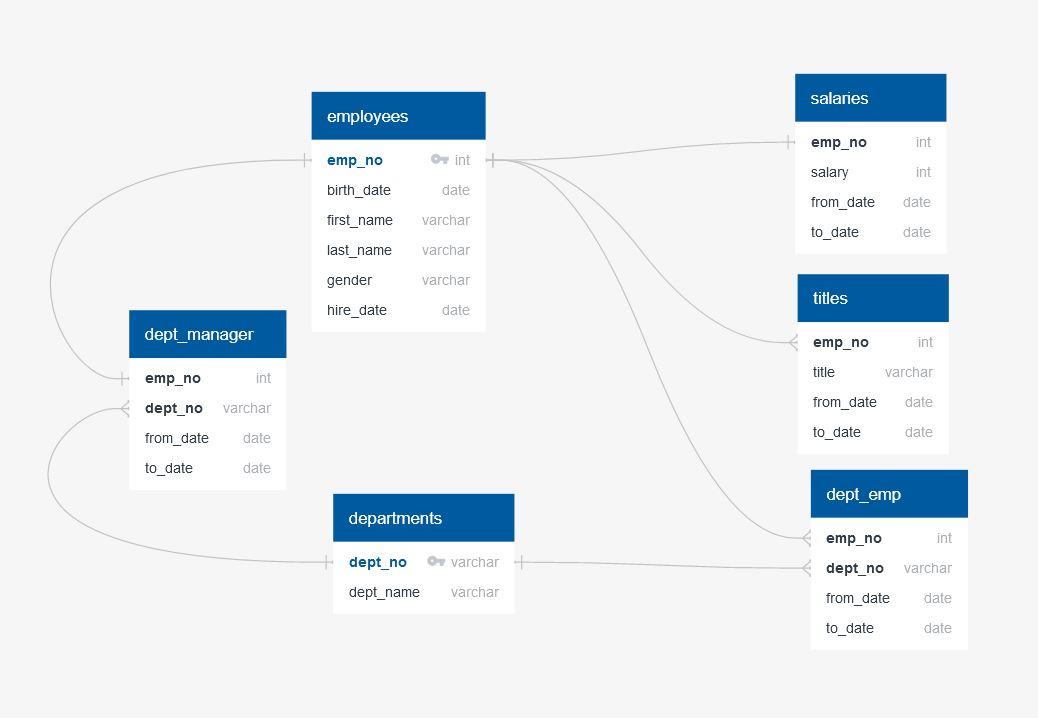 employees
emp_no int
birth_date date
first_name varchar
last_name varchar
gender varchar
hire_date date
salaries
emp_no int
salary int
from_date date
to_date date
titles
emp_no int
title varchar
from_date date
to_date date
dept_manager
emp_no int
dept_no varchar
from_date date
to_date date
departments
dept_no varchar
dept_name varchar
dept_emp
emp_no int
dept_no varchar
from_date date
to_date date